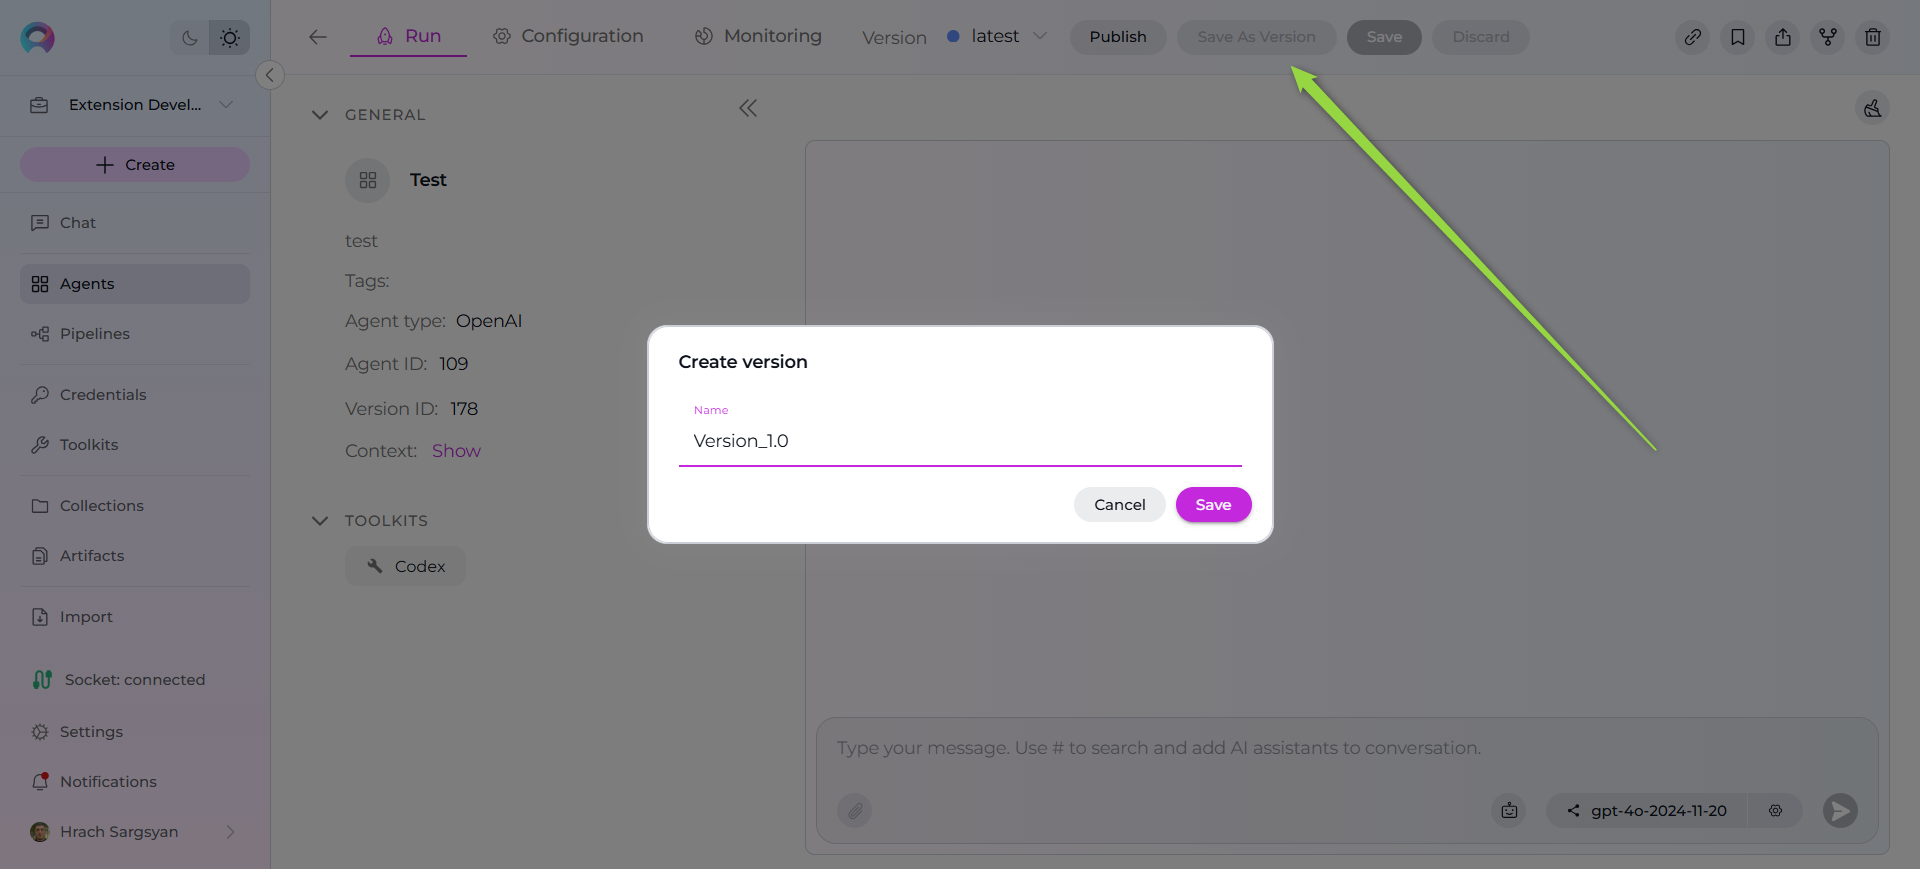 Run
Configuration
Monitoring
Version
latest
Publish
Save As Version
Save
Discard
Extension Devel...
Create
Chat
Agents
Pipelines
Credentials
Toolkits
Collections
Artifacts
Import
Socket: connected
Settings
Notifications
Hrach Sargsyan
GENERAL
Test
test
Tags:
Agent type: OpenAI
Agent ID: 109
Version ID: 178
Context: Show
TOOLKITS
Codex
Create version
Name
Version_1.0
Cancel
Save
Type your message. Use # to search and add AI assistants to conversation.
gpt-4o-2024-11-20